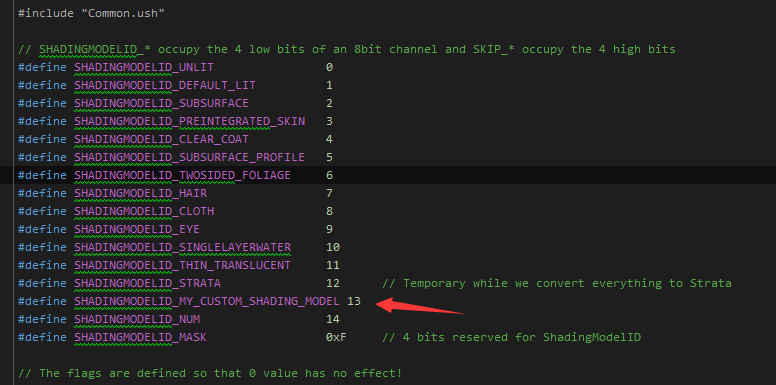 #include "Common.ush"
// SHADINGMODELID_* occupy the 4 low bits of an 8bit channel and SKIP_* occupy the 4 high bits
#define SHADINGMODELID_UNLIT 0
#define SHADINGMODELID_DEFAULT_LIT 1
#define SHADINGMODELID_SUBSURFACE 2
#define SHADINGMODELID_PREINTEGRATED_SKIN 3
#define SHADINGMODELID_CLEAR_COAT 4
#define SHADINGMODELID_SUBSURFACE_PROFILE 5
#define SHADINGMODELID_TWOSIDED_FOLIAGE 6
#define SHADINGMODELID_HAIR 7
#define SHADINGMODELID_CLOTH 8
#define SHADINGMODELID_EYE 9
#define SHADINGMODELID_SINGLELAYERWATER 10
#define SHADINGMODELID_THIN_TRANSLUCENT 11
#define SHADINGMODELID_STRATA 12 // Temporary while we convert everything to Strata
#define SHADINGMODELID_MY_CUSTOM_SHADING_MODEL 13
#define SHADINGMODELID_NUM 14
#define SHADINGMODELID_MASK 0xF // 4 bits reserved for ShadingModelID
// The flags are defined so that 0 value has no effect!